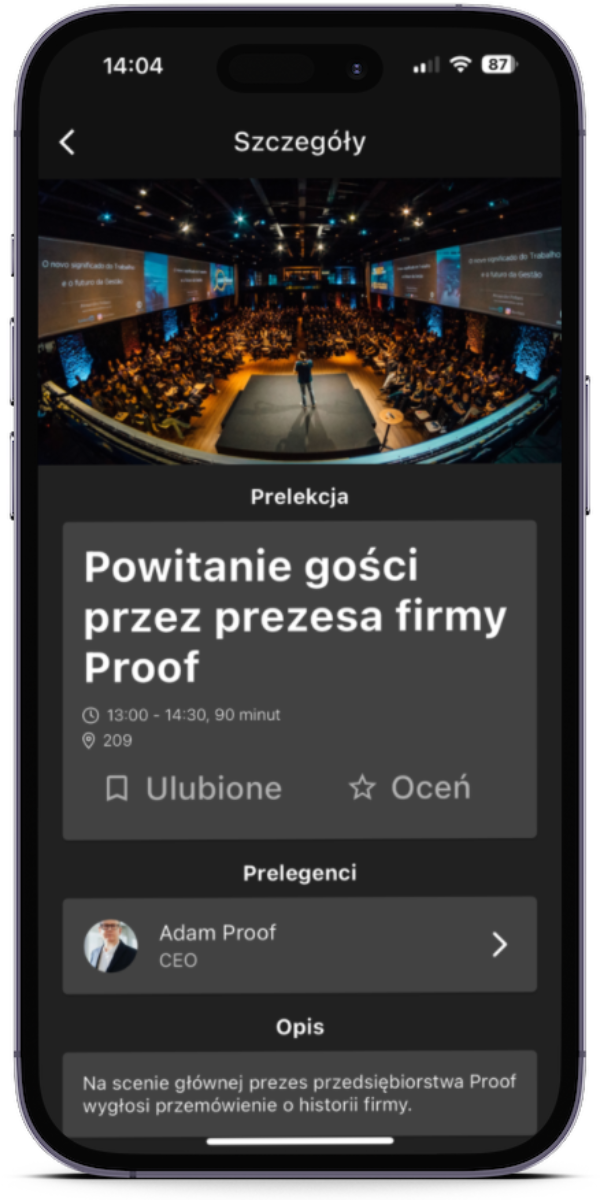 14:04
87
Szczegóły
O novo significado do Trabalho
e o futuro da Gestão
O novo significado do Trabalho
e o futuro da Gestão
Prelekcja
Powitanie gości
przez prezesa firmy
Proof
13:00 - 14:30, 90 minut
209
Ulubione
Oceń
Prelegenci
Adam Proof
CEO
Opis
Na scenie głównej prezes przedsiębiorstwa Proof
wygłosi przemówienie o historii firmy.